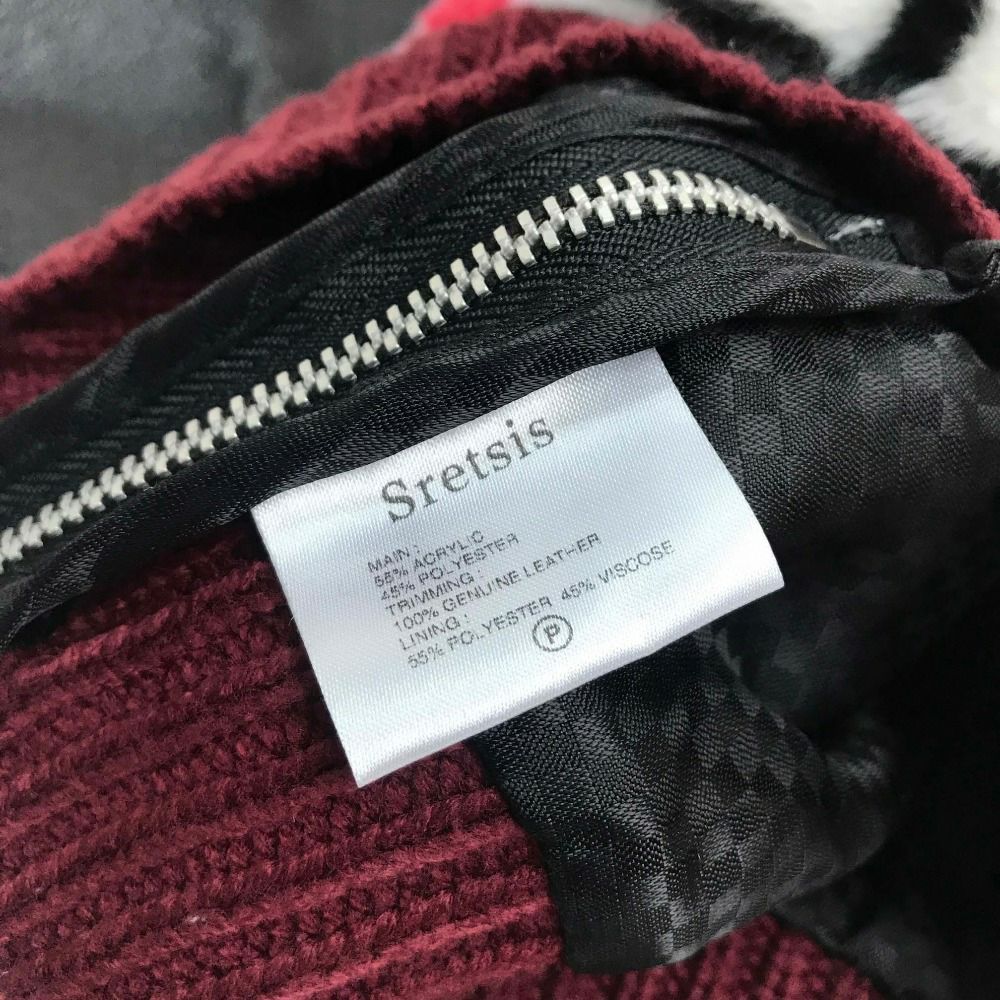 Sretsis
MAIN :
55% ACRYLIC
45% POLYESTER
TRIMMING :
100% GENUINE LEATHER
LINING :
55% POLYESTER 45% VISCOSE
P